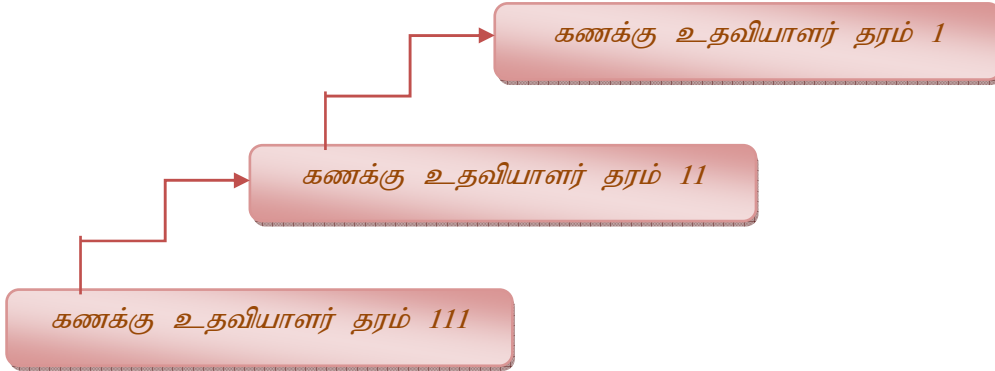 கணக்கு உதவியாளர் தரம் 1
கணக்கு உதவியாளர் தரம் 11
கணக்கு உதவியாளர் தரம் 111